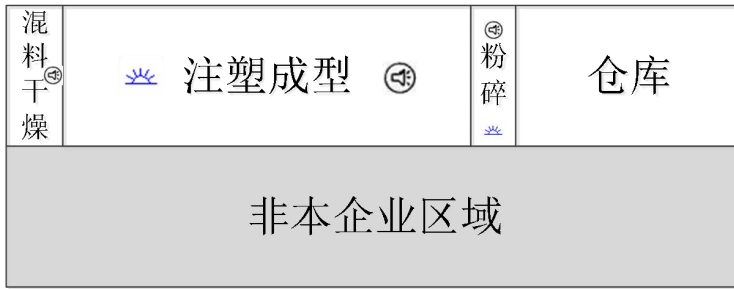 混料干燥
注塑成型
粉碎
仓库
非本企业区域